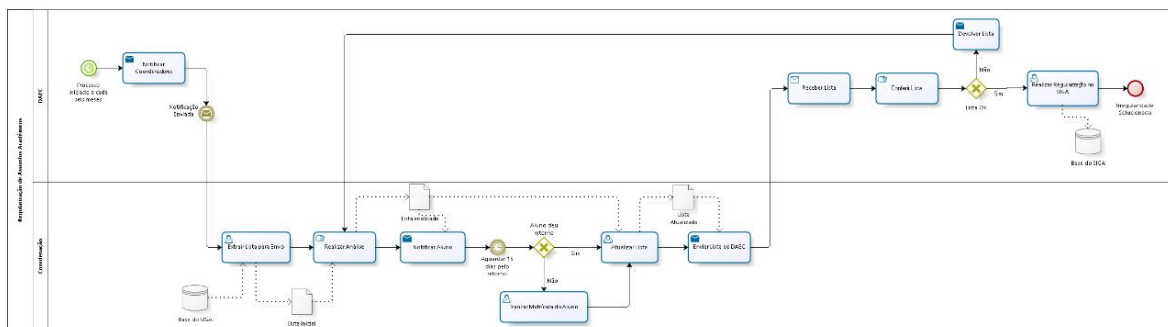 Regularização de Assuntos Acadêmicos
DAEC
Processo
iniciado a cada
seis meses
Notificar
Coordenadora
Notificação
Enviada
Devolver Lista
Não
Receber Lista
Conferir Lista
Lista Ok
Sim
Realizar Regularização no
SIGA
Irregularidade
Solucionada
Base do SIGA
Coordenação
Extrair Lista para Envio
Realizar Análise
Lista
Notificar Aluno
Aguardar 15
dias pelo
retorno
Aluno deu
retorno
Sim
Não
Trancar Matrícula do Aluno
Atualizar Lista
Lista
Atualizada
Enviar Lista ao DAEC
Base do SIGA
Lista Inicial